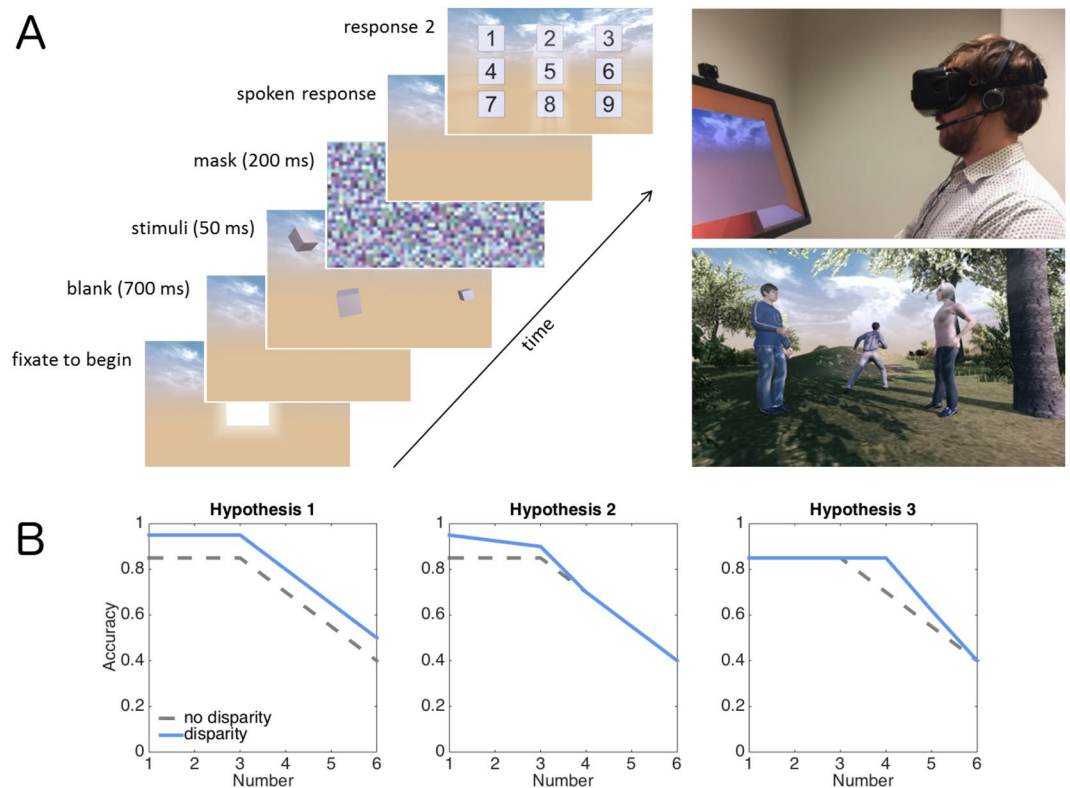 A
response 2
1 2 3
4 5 6
7 8 9
spoken response
mask (200 ms)
stimuli (50 ms)
blank (700 ms)
fixate to begin
time
B
Hypothesis 1
1
0.8
0.6
0.4
0.2
0
Accuracy
no disparity
disparity
1 2 3 4 5 6
Number
Hypothesis 2
1
0.8
0.6
0.4
0.2
0
1 2 3 4 5 6
Number
Hypothesis 3
1
0.8
0.6
0.4
0.2
0
1 2 3 4 5 6
Number